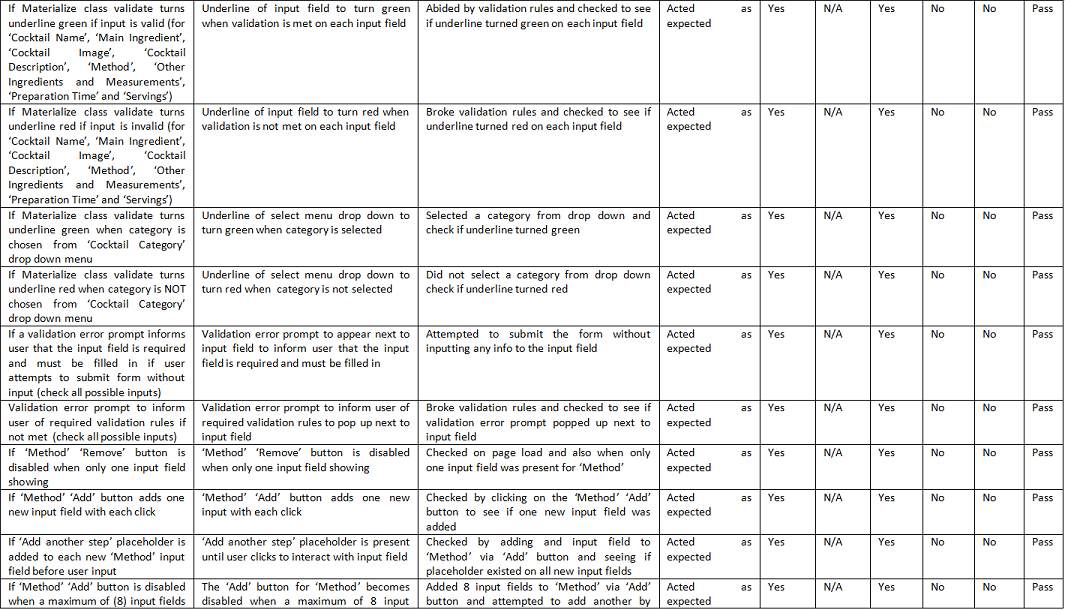 If Materialize class validate turns
underline green if input is valid (for
‘Cocktail Name’, ‘Main Ingredient’,
‘Cocktail Image’, ‘Cocktail
Description’, ‘Method’, ‘Other
Ingredients and Measurements’,
‘Preparation Time’ and ‘Servings’)
Underline of input field to turn green
when validation is met on each input field
Abided by validation rules and checked to see
if underline turned green on each input field
Acted as
expected
Yes
N/A
Yes
No
No
Pass
If Materialize class validate turns
underline red if input is invalid (for
‘Cocktail Name’, ‘Main Ingredient’,
‘Cocktail Image’, ‘Cocktail
Description’, ‘Method’, ‘Other
Ingredients and Measurements’,
‘Preparation Time’ and ‘Servings’)
Underline of input field to turn red when
validation is not met on each input field
Broke validation rules and checked to see if
underline turned red on each input field
Acted as
expected
Yes
N/A
Yes
No
No
Pass
If Materialize class validate turns
underline green when category is
chosen from ‘Cocktail Category’
drop down menu
Underline of select menu drop down to
turn green when category is selected
Selected a category from drop down and
check if underline turned green
Acted as
expected
Yes
N/A
Yes
No
No
Pass
If Materialize class validate turns
underline red when category is NOT
chosen from ‘Cocktail Category’
drop down menu
Underline of select menu drop down to
turn red when category is not selected
Did not select a category from drop down
check if underline turned red
Acted as
expected
Yes
N/A
Yes
No
No
Pass
If a validation error prompt informs
user that the input field is required
and must be filled in if user
attempts to submit form without
input (check all possible inputs)
Validation error prompt to appear next to
input field to inform user that the input
field is required and must be filled in
Attempted to submit the form without
inputting any info to the input field
Acted as
expected
Yes
N/A
Yes
No
No
Pass
Validation error prompt to inform
user of required validation rules if
not met (check all possible inputs)
Validation error prompt to inform user of
required validation rules to pop up next to
input field
Broke validation rules and checked to see if
validation error prompt popped up next to
input field
Acted as
expected
Yes
N/A
Yes
No
No
Pass
If ‘Method’ ‘Remove’ button is
disabled when only one input field
showing
‘Method’ ‘Remove’ button is disabled
when only one input field showing
Checked on page load and also when only
one input field was present for ‘Method’
Acted as
expected
Yes
N/A
Yes
No
No
Pass
If ‘Method’ ‘Add’ button adds one
new input field with each click
‘Method’ ‘Add’ button adds one new
input with each click
Checked by clicking on the ‘Method’ ‘Add’
button to see if one new input field was
added
Acted as
expected
Yes
N/A
Yes
No
No
Pass
If ‘Add another step’ placeholder is
added to each new ‘Method’ input
field before user input
‘Add another step’ placeholder is present
until user clicks to interact with input field
Checked by adding and input field to
‘Method’ via ‘Add’ button and seeing if
placeholder existed on all new input fields
Acted as
expected
Yes
N/A
Yes
No
No
Pass
If ‘Method’ ‘Add’ button is disabled
when a maximum of (8) input fields
The ‘Add’ button for ‘Method’ becomes
disabled when a maximum of 8 input
Added 8 input fields to ‘Method’ via ‘Add’
button and attempted to add another by
Acted as
expected
Yes
N/A
Yes
No
No
Pass